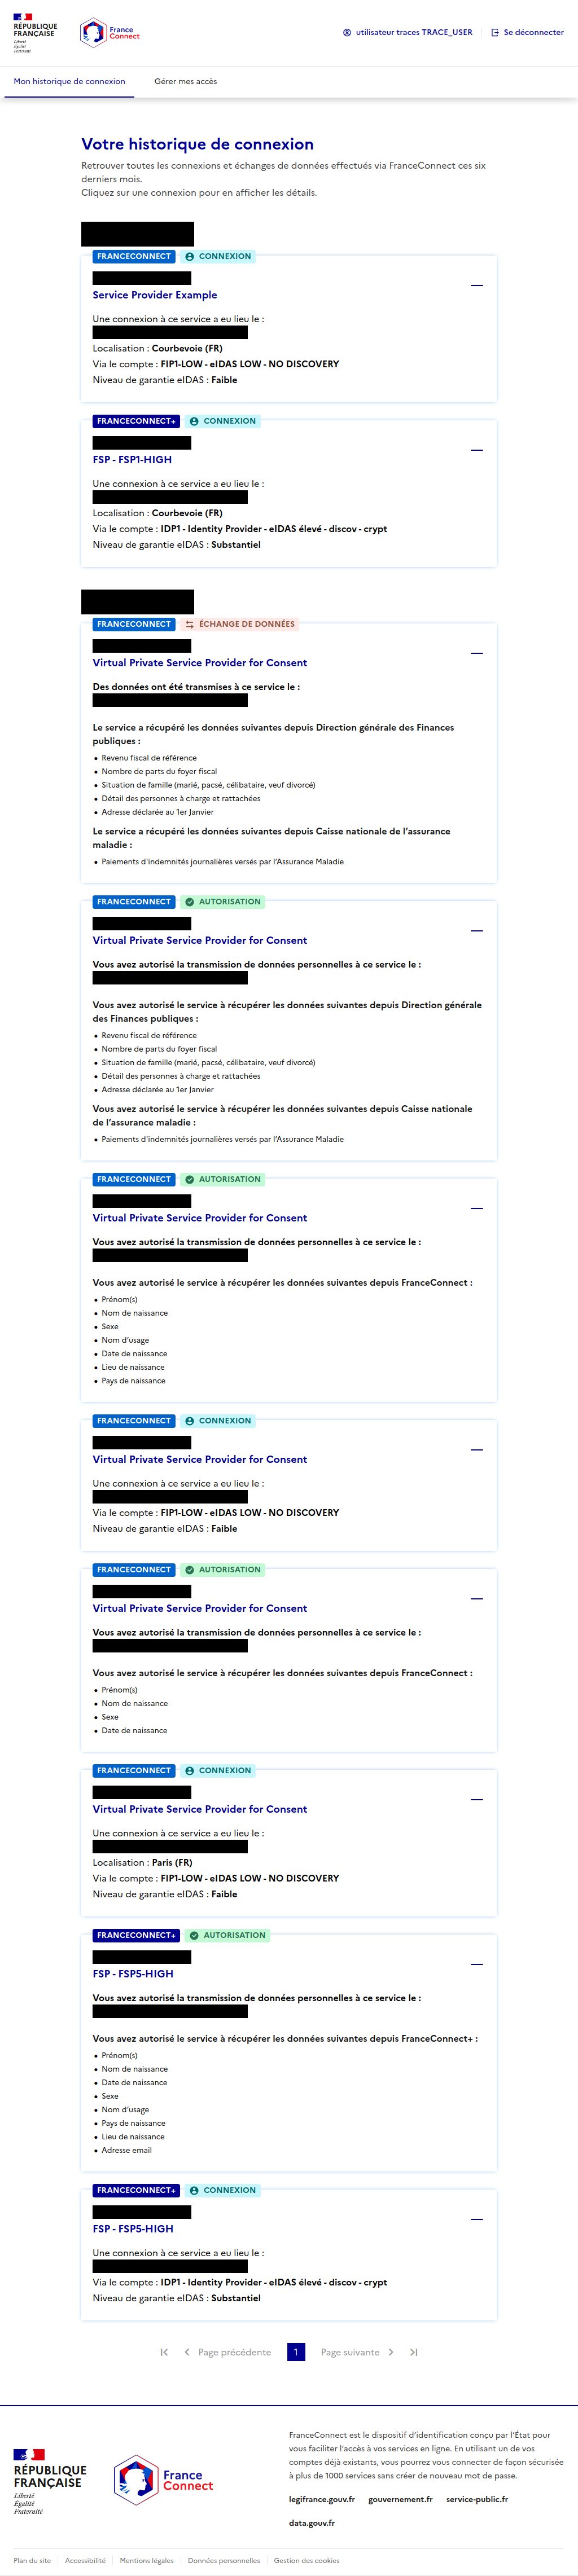 RÉPUBLIQUE
FRANÇAISE
Liberté
Égalité
Fraternité
France
Connect
utilisateur traces TRACE_USER
Se déconnecter
Mon historique de connexion
Gérer mes accès
Votre historique de connexion
Retrouver toutes les connexions et échanges de données effectués via FranceConnect ces six
derniers mois.
Cliquez sur une connexion pour en afficher les détails.
FRANCECONNECT CONNEXION
Service Provider Example
Une connexion à ce service a eu lieu le :
Localisation : Courbevoie (FR)
Via le compte : FIP1-LOW - eIDAS LOW - NO DISCOVERY
Niveau de garantie eIDAS : Faible
FRANCECONNECT+ CONNEXION
FSP - FSP1-HIGH
Une connexion à ce service a eu lieu le :
Localisation : Courbevoie (FR)
Via le compte : IDP1 - Identity Provider - eIDAS élevé - discov - crypt
Niveau de garantie eIDAS : Substantiel
FRANCECONNECT ÉCHANGE DE DONNÉES
Virtual Private Service Provider for Consent
Des données ont été transmises à ce service le :
Le service a récupéré les données suivantes depuis Direction générale des Finances
publiques :
Revenu fiscal de référence
Nombre de parts du foyer fiscal
Situation de famille (marié, pacsé, célibataire, veuf divorcé)
Détail des personnes à charge et rattachées
Adresse déclarée au 1er Janvier
Le service a récupéré les données suivantes depuis Caisse nationale de l’assurance
maladie :
Paiements d'indemnités journalières versés par l’Assurance Maladie
FRANCECONNECT AUTORISATION
Virtual Private Service Provider for Consent
Vous avez autorisé la transmission de données personnelles à ce service le :
Vous avez autorisé le service à récupérer les données suivantes depuis Direction générale
des Finances publiques :
Revenu fiscal de référence
Nombre de parts du foyer fiscal
Situation de famille (marié, pacsé, célibataire, veuf divorcé)
Détail des personnes à charge et rattachées
Adresse déclarée au 1er Janvier
Vous avez autorisé le service à récupérer les données suivantes depuis Caisse nationale
de l’assurance maladie :
Paiements d'indemnités journalières versés par l’Assurance Maladie
FRANCECONNECT AUTORISATION
Virtual Private Service Provider for Consent
Vous avez autorisé la transmission de données personnelles à ce service le :
Vous avez autorisé le service à récupérer les données suivantes depuis FranceConnect :
Prénom(s)
Nom de naissance
Sexe
Nom d’usage
Date de naissance
Lieu de naissance
Pays de naissance
FRANCECONNECT CONNEXION
Virtual Private Service Provider for Consent
Une connexion à ce service a eu lieu le :
Via le compte : FIP1-LOW - eIDAS LOW - NO DISCOVERY
Niveau de garantie eIDAS : Faible
FRANCECONNECT AUTORISATION
Virtual Private Service Provider for Consent
Vous avez autorisé la transmission de données personnelles à ce service le :
Vous avez autorisé le service à récupérer les données suivantes depuis FranceConnect :
Prénom(s)
Nom de naissance
Sexe
Date de naissance
FRANCECONNECT CONNEXION
Virtual Private Service Provider for Consent
Une connexion à ce service a eu lieu le :
Localisation : Paris (FR)
Via le compte : FIP1-LOW - eIDAS LOW - NO DISCOVERY
Niveau de garantie eIDAS : Faible
FRANCECONNECT+ AUTORISATION
FSP - FSP5-HIGH
Vous avez autorisé la transmission de données personnelles à ce service le :
Vous avez autorisé le service à récupérer les données suivantes depuis FranceConnect+ :
Prénom(s)
Nom de naissance
Date de naissance
Sexe
Nom d’usage
Pays de naissance
Lieu de naissance
Adresse email
FRANCECONNECT+ CONNEXION
FSP - FSP5-HIGH
Une connexion à ce service a eu lieu le :
Via le compte : IDP1 - Identity Provider - eIDAS élevé - discov - crypt
Niveau de garantie eIDAS : Substantiel
Page précédente 1 Page suivante
RÉPUBLIQUE
FRANÇAISE
Liberté
Égalité
Fraternité
France
Connect
FranceConnect est le dispositif d’identification conçu par l’État pour
vous faciliter l’accès à vos services en ligne. En utilisant un de vos
comptes déjà existants, vous pourrez vous connecter de façon sécurisée
à plus de 1000 services sans créer de nouveau mot de passe.
legifrance.gouv.fr gouvernement.fr service-public.fr
data.gouv.fr
Plan du site Accessibilité Mentions légales Données personnelles Gestion des cookies